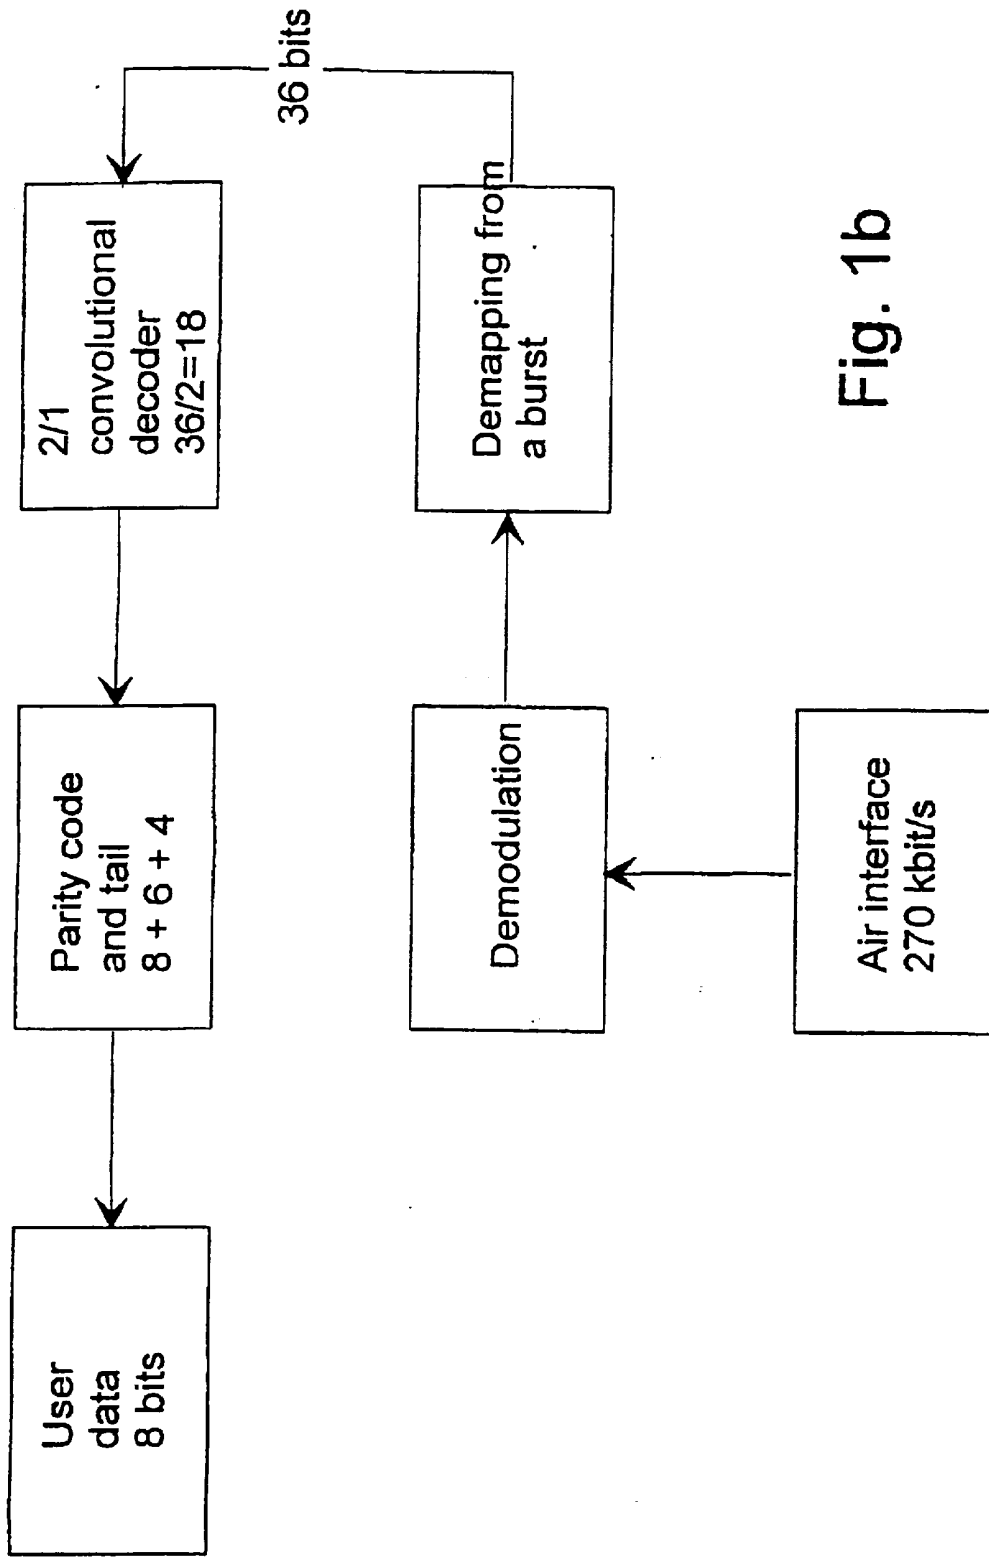 User
data
8 bits
Parity code
and tail
8 + 6 + 4
2/1
convolutional
decoder
36/2=18
36 bits
Demodulation
Demapping from
a burst
Air interface
270 kbit/s
Fig. 1b